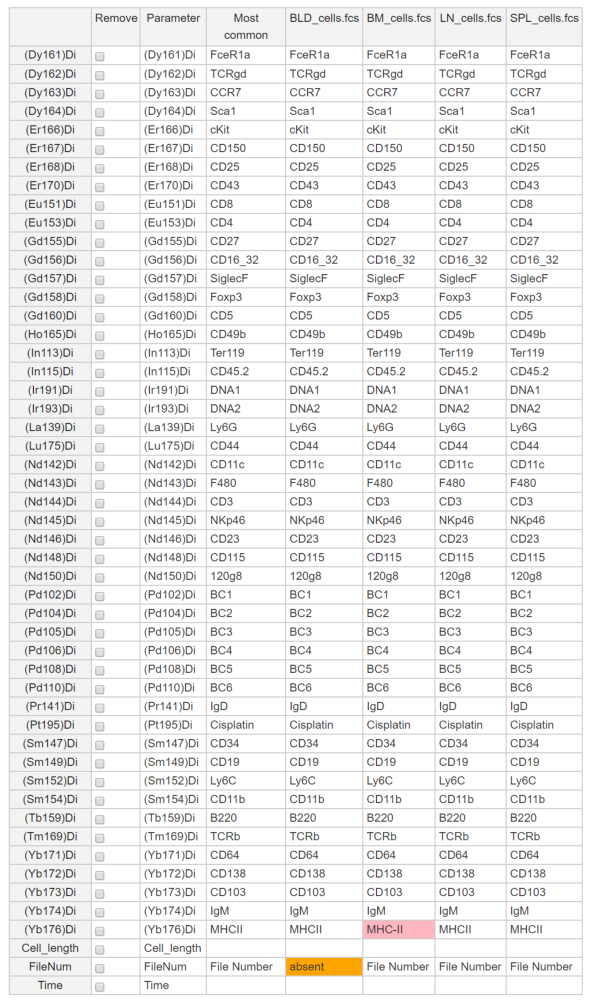 Remove Parameter Most common BLD_cells.fcs BM_cells.fcs LN_cells.fcs SPL_cells.fcs
(Dy161)Di (Dy161)Di FceR1a FceR1a FceR1a FceR1a FceR1a
(Dy162)Di (Dy162)Di TCRgd TCRgd TCRgd TCRgd TCRgd
(Dy163)Di (Dy163)Di CCR7 CCR7 CCR7 CCR7 CCR7
(Dy164)Di (Dy164)Di Sca1 Sca1 Sca1 Sca1 Sca1
(Er166)Di (Er166)Di cKit cKit cKit cKit cKit
(Er167)Di (Er167)Di CD150 CD150 CD150 CD150 CD150
(Er168)Di (Er168)Di CD25 CD25 CD25 CD25 CD25
(Er170)Di (Er170)Di CD43 CD43 CD43 CD43 CD43
(Eu151)Di (Eu151)Di CD8 CD8 CD8 CD8 CD8
(Eu153)Di (Eu153)Di CD4 CD4 CD4 CD4 CD4
(Gd155)Di (Gd155)Di CD27 CD27 CD27 CD27 CD27
(Gd156)Di (Gd156)Di CD16_32 CD16_32 CD16_32 CD16_32 CD16_32
(Gd157)Di (Gd157)Di SiglecF SiglecF SiglecF SiglecF SiglecF
(Gd158)Di (Gd158)Di Foxp3 Foxp3 Foxp3 Foxp3 Foxp3
(Gd160)Di (Gd160)Di CD5 CD5 CD5 CD5 CD5
(Ho165)Di (Ho165)Di CD49b CD49b CD49b CD49b CD49b
(In113)Di (In113)Di Ter119 Ter119 Ter119 Ter119 Ter119
(In115)Di (In115)Di CD45.2 CD45.2 CD45.2 CD45.2 CD45.2
(Ir191)Di (Ir191)Di DNA1 DNA1 DNA1 DNA1 DNA1
(Ir193)Di (Ir193)Di DNA2 DNA2 DNA2 DNA2 DNA2
(La139)Di (La139)Di Ly6G Ly6G Ly6G Ly6G Ly6G
(Lu175)Di (Lu175)Di CD44 CD44 CD44 CD44 CD44
(Nd142)Di (Nd142)Di CD11c CD11c CD11c CD11c CD11c
(Nd143)Di (Nd143)Di F480 F480 F480 F480 F480
(Nd144)Di (Nd144)Di CD3 CD3 CD3 CD3 CD3
(Nd145)Di (Nd145)Di NKp46 NKp46 NKp46 NKp46 NKp46
(Nd146)Di (Nd146)Di CD23 CD23 CD23 CD23 CD23
(Nd148)Di (Nd148)Di CD115 CD115 CD115 CD115 CD115
(Nd150)Di (Nd150)Di 120g8 120g8 120g8 120g8 120g8
(Pd102)Di (Pd102)Di BC1 BC1 BC1 BC1 BC1
(Pd104)Di (Pd104)Di BC2 BC2 BC2 BC2 BC2
(Pd105)Di (Pd105)Di BC3 BC3 BC3 BC3 BC3
(Pd106)Di (Pd106)Di BC4 BC4 BC4 BC4 BC4
(Pd108)Di (Pd108)Di BC5 BC5 BC5 BC5 BC5
(Pd110)Di (Pd110)Di BC6 BC6 BC6 BC6 BC6
(Pr141)Di (Pr141)Di IgD IgD IgD IgD IgD
(Pt195)Di (Pt195)Di Cisplatin Cisplatin Cisplatin Cisplatin Cisplatin
(Sm147)Di (Sm147)Di CD34 CD34 CD34 CD34 CD34
(Sm149)Di (Sm149)Di CD19 CD19 CD19 CD19 CD19
(Sm152)Di (Sm152)Di Ly6C Ly6C Ly6C Ly6C Ly6C
(Sm154)Di (Sm154)Di CD11b CD11b CD11b CD11b CD11b
(Tb159)Di (Tb159)Di B220 B220 B220 B220 B220
(Tm169)Di (Tm169)Di TCRb TCRb TCRb TCRb TCRb
(Yb171)Di (Yb171)Di CD64 CD64 CD64 CD64 CD64
(Yb172)Di (Yb172)Di CD138 CD138 CD138 CD138 CD138
(Yb173)Di (Yb173)Di CD103 CD103 CD103 CD103 CD103
(Yb174)Di (Yb174)Di IgM IgM IgM IgM IgM
(Yb176)Di (Yb176)Di MHCII MHCII MHC-II MHCII MHCII
Cell_length Cell_length
FileNum FileNum File Number absent File Number File Number File Number
Time Time